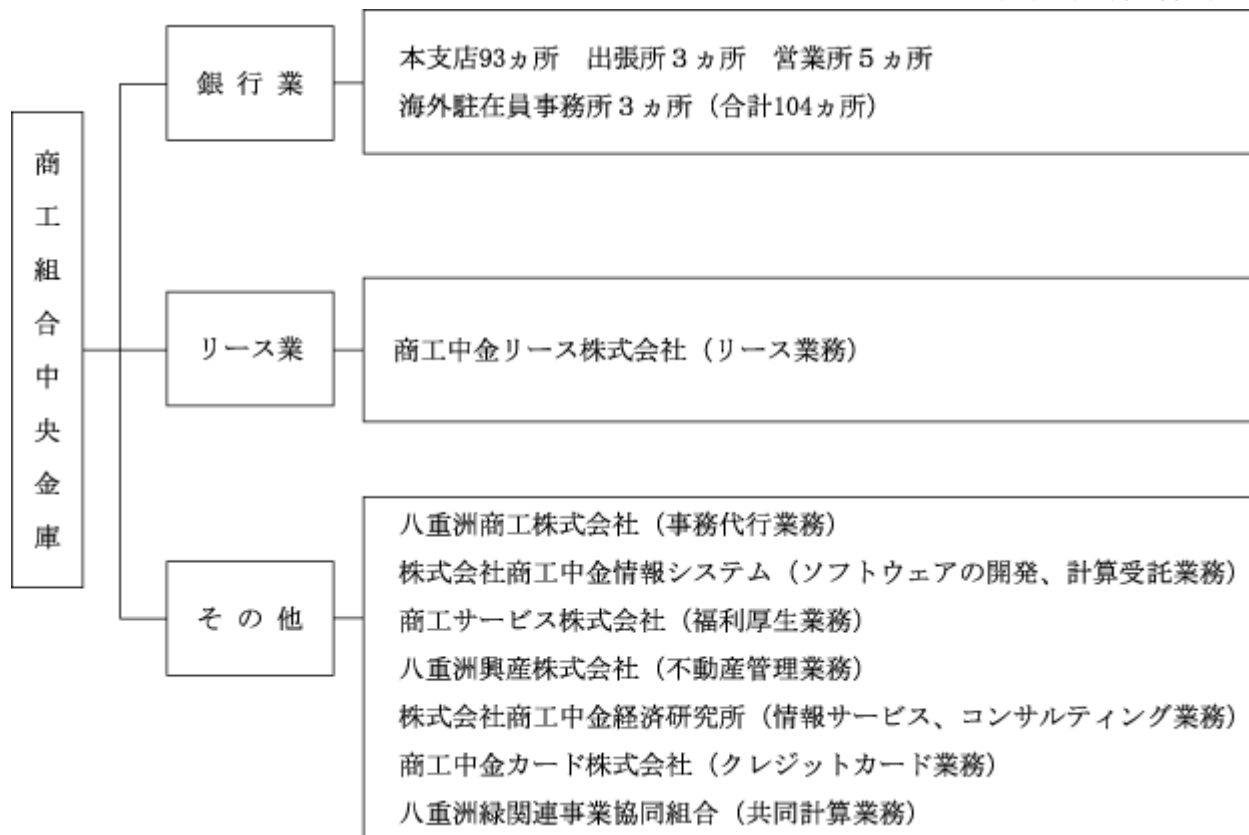 商工組合中央金庫
銀行業
本支店93ヵ所　出張所３ヵ所　営業所５ヵ所
海外駐在員事務所３ヵ所（合計104ヵ所）
リース業
商工中金リース株式会社（リース業務）
その他
八重洲商工株式会社（事務代行業務）
株式会社商工中金情報システム（ソフトウェアの開発、計算受託業務）
商工サービス株式会社（福利厚生業務）
八重洲興産株式会社（不動産管理業務）
株式会社商工中金経済研究所（情報サービス、コンサルティング業務）
商工中金カード株式会社（クレジットカード業務）
八重洲緑関連事業協同組合（共同計算業務）